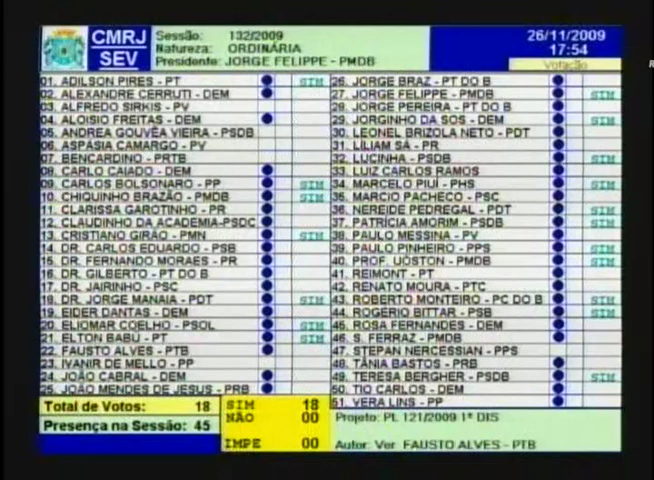 CMRJ
SEV
Sessão: 132/2009
Natureza: ORDINÁRIA
Presidente: JORGE FELIPPE - PMDB
26/11/2009
17:54
Votação
01. ADILSON PIRES - PT SIM
02. ALEXANDRE CERRUTI - DEM
03. ALFREDO SIRKIS - PV
04. ALOISIO FREITAS - DEM
05. ANDREA GOUVÊA VIEIRA - PSDB
06. ASPÁSIA CAMARGO - PV
07. BENCARDINO - PRTB
08. CARLO CAIADO - DEM
09. CARLOS BOLSONARO - PP SIM
10. CHIQUINHO BRAZÃO - PMDB SIM
11. CLARISSA GAROTINHO - PR
12. CLAUDINHO DA ACADEMIA-PSDC
13. CRISTIANO GIRÃO - PMN SIM
14. DR. CARLOS EDUARDO - PSB
15. DR. FERNANDO MORAES - PR
16. DR. GILBERTO - PT DO B
17. DR. JAIRINHO - PSC
18. DR. JORGE MANAIA - PDT SIM
19. EIDER DANTAS - DEM
20. ELIOMAR COELHO - PSOL SIM
21. ELTON BABÚ - PT SIM
22. FAUSTO ALVES - PTB
23. IVANIR DE MELLO - PP
24. JOÃO CABRAL - DEM
25. JOÃO MENDES DE JESUS - PRB
26. JORGE BRAZ - PT DO B
27. JORGE FELIPPE - PMDB SIM
28. JORGE PEREIRA - PT DO B
29. JORGINHO DA SOS - DEM SIM
30. LEONEL BRIZOLA NETO - PDT
31. LILIAM SÁ - PR
32. LUCINHA - PSDB SIM
33. LUIZ CARLOS RAMOS
34. MARCELO PIUÍ - PHS SIM
35. MARCIO PACHECO - PSC SIM
36. NEREIDE PEDREGAL - PDT SIM
37. PATRÍCIA AMORIM - PSDB SIM
38. PAULO MESSINA - PV
39. PAULO PINHEIRO - PPS SIM
40. PROF. UÓSTON - PMDB SIM
41. REIMONT - PT
42. RENATO MOURA - PTC
43. ROBERTO MONTEIRO - PC DO B SIM
44. ROGÉRIO BITTAR - PSB SIM
45. ROSA FERNANDES - DEM
46. S. FERRAZ - PMDB
47. STEPAN NERCESSIAN - PPS
48. TÂNIA BASTOS - PRB
49. TERESA BERGHER - PSDB SIM
50. TIO CARLOS - DEM
51. VERA LINS - PP
Total de Votos: 18
Presença na Sessão: 45
SIM 18
NÃO 00
IMPE 00
Projeto: PL 121/2009 1ª DIS
Autor: Ver FAUSTO ALVES - PTB